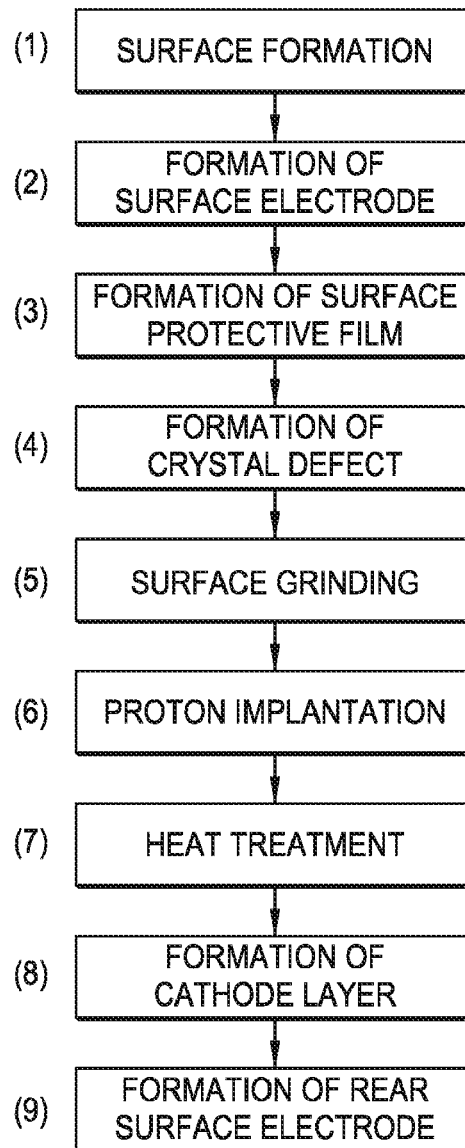 (1) SURFACE FORMATION
(2) FORMATION OF
SURFACE ELECTRODE
(3) FORMATION OF SURFACE
PROTECTIVE FILM
(4) FORMATION OF
CRYSTAL DEFECT
(5) SURFACE GRINDING
(6) PROTON IMPLANTATION
(7) HEAT TREATMENT
(8) FORMATION OF
CATHODE LAYER
(9) FORMATION OF REAR
SURFACE ELECTRODE